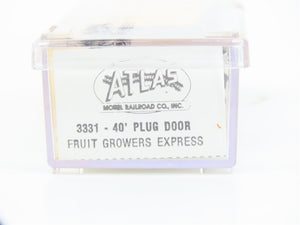 ATLAS
MODEL RAILROAD CO., INC.
3331 - 40' PLUG DOOR
FRUIT GROWERS EXPRESS